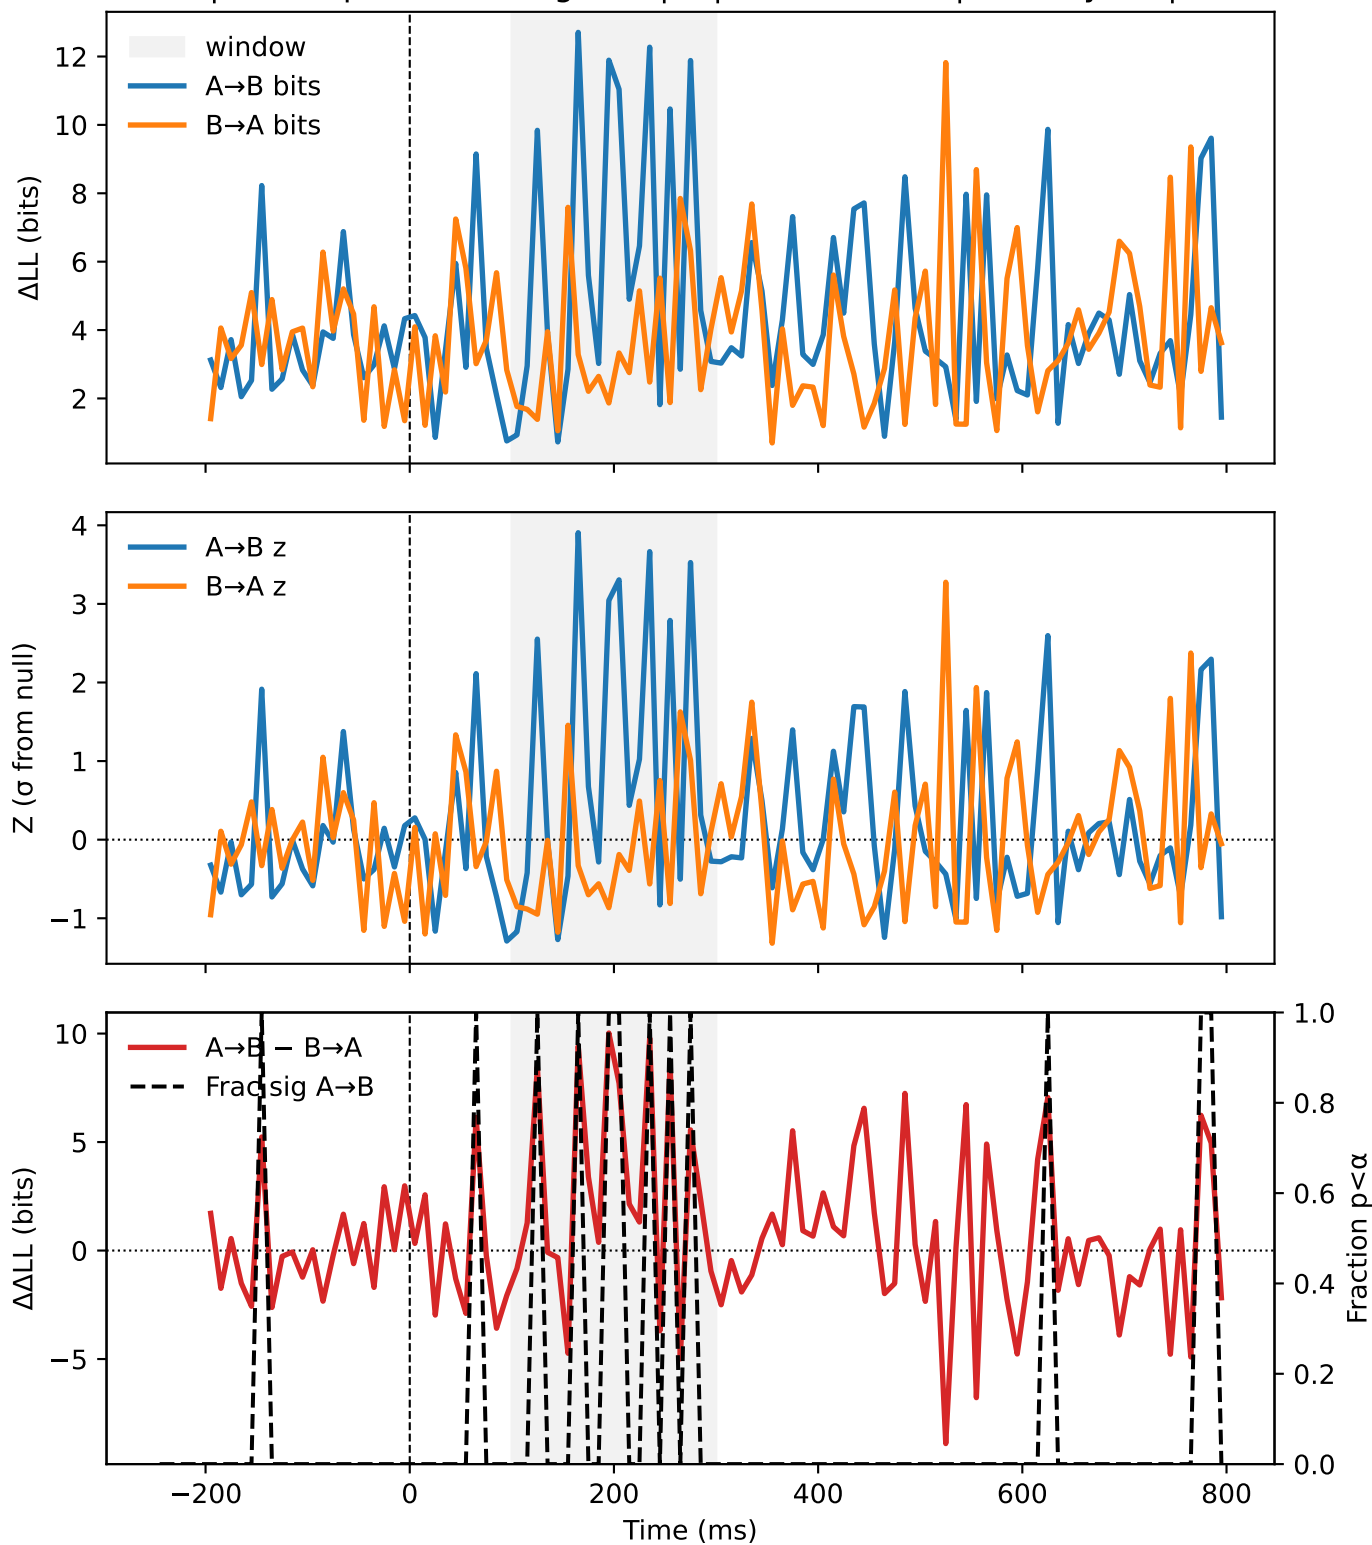 window
A→B bits
B→A bits
ΔLL (bits)
12
10
8
6
4
2
A→B z
B→A z
Z (σ from null)
4
3
2
1
0
−1
A→B − B→A
Frac sig A→B
ΔΔLL (bits)
10
5
0
−5
1.0
0.8
0.6
0.4
0.2
0.0
Fraction p<α
−200
0
200
400
600
800
Time (ms)